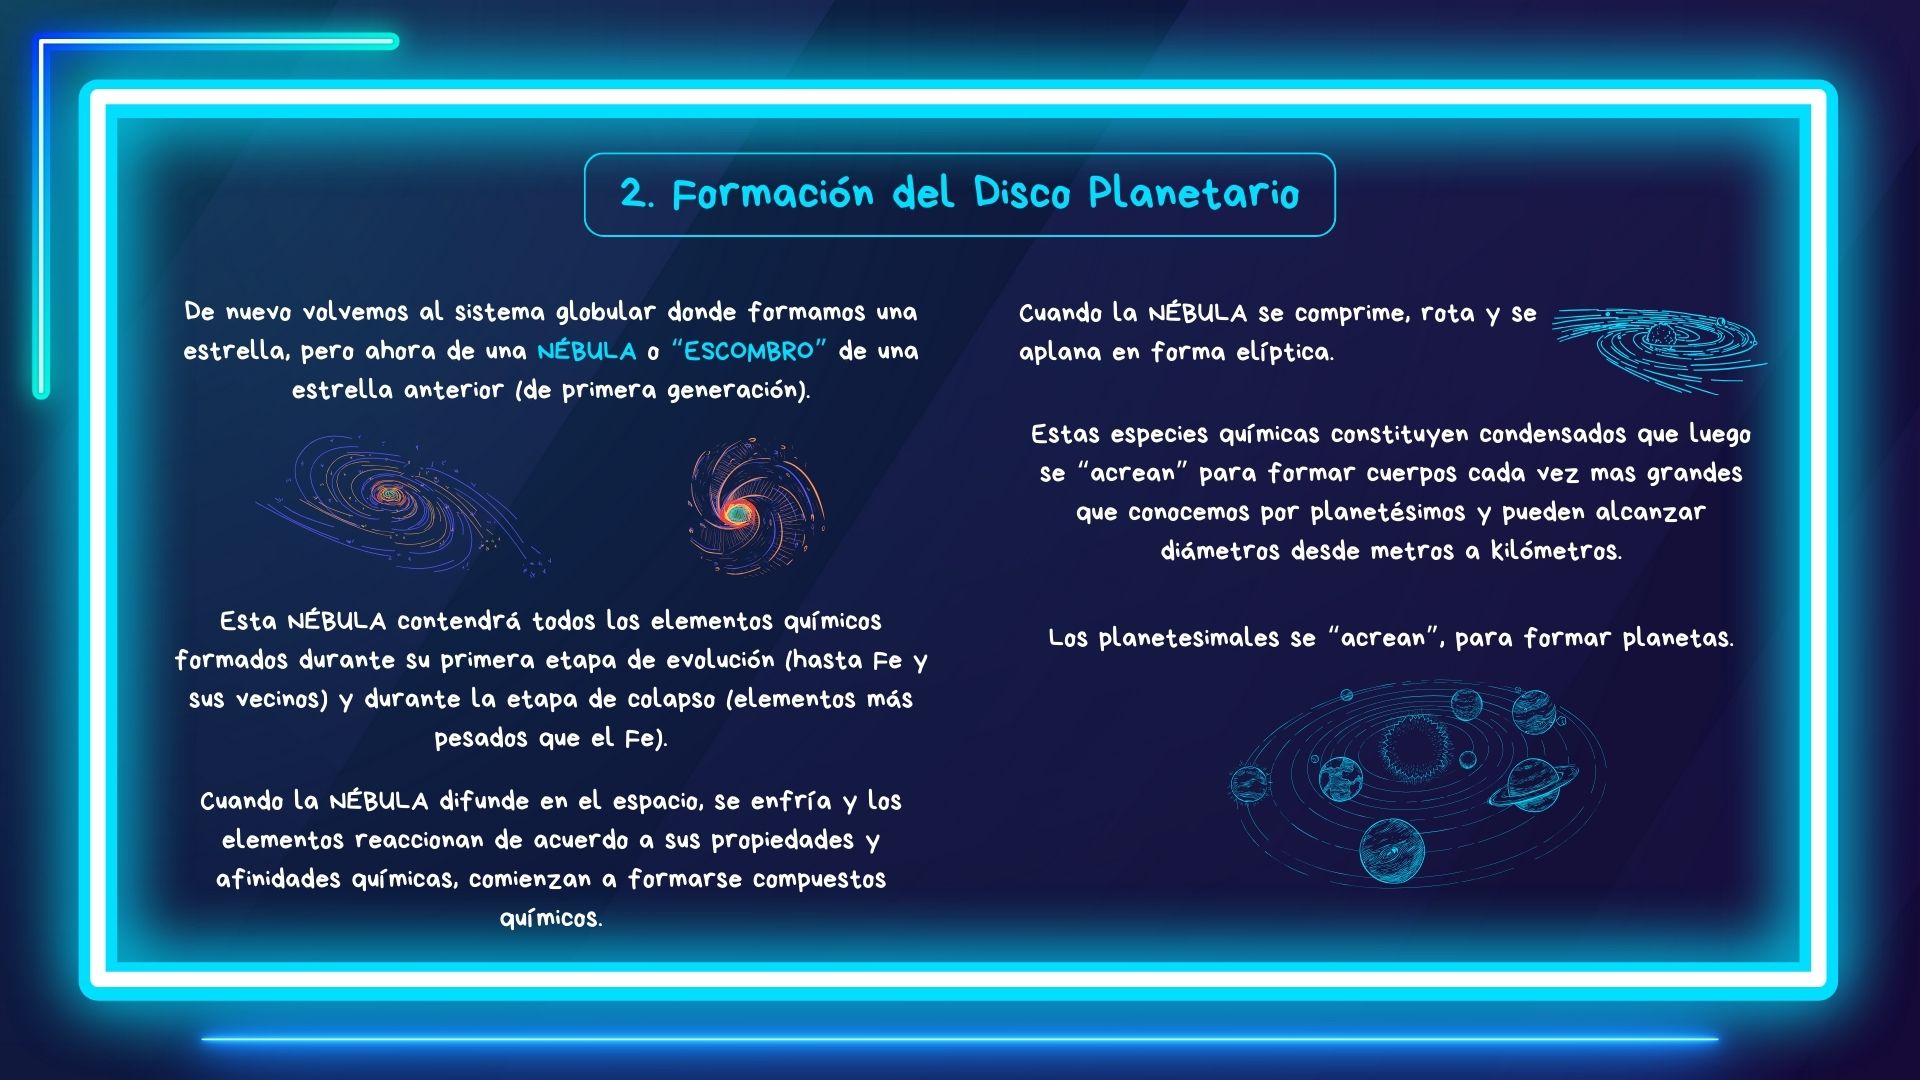 2. Formación del Disco Planetario
De nuevo volvemos al sistema globular donde formamos una
estrella, pero ahora de una NÉBULA o “ESCOMBRO” de una
estrella anterior (de primera generación).
Esta NÉBULA contendrá todos los elementos químicos
formados durante su primera etapa de evolución (hasta Fe y
sus vecinos) y durante la etapa de colapso (elementos más
pesados que el Fe).
Cuando la NÉBULA difunde en el espacio, se enfría y los
elementos reaccionan de acuerdo a sus propiedades y
afinidades químicas, comienzan a formarse compuestos
químicos.
Cuando la NÉBULA se comprime, rota y se
aplana en forma elíptica.
Estas especies químicas constituyen condensados que luego
se “acrean” para formar cuerpos cada vez mas grandes
que conocemos por planetésimos y pueden alcanzar
diámetros desde metros a kilómetros.
Los planetesimales se “acrean”, para formar planetas.